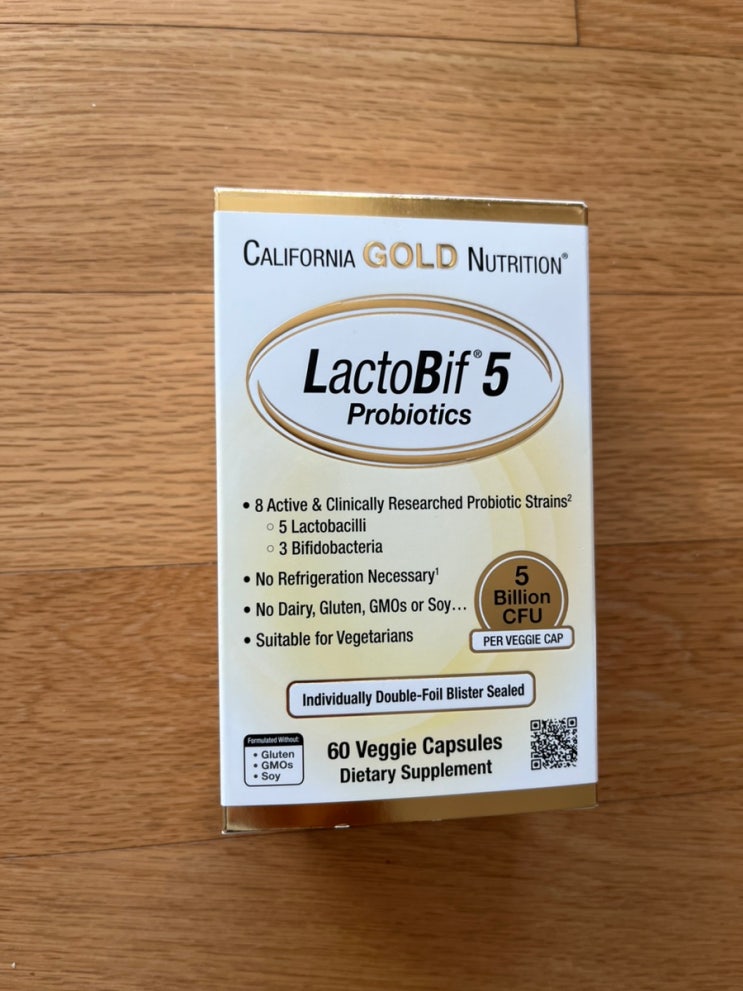 CALIFORNIA GOLD NUTRITION®
LactoBif® 5
Probiotics
• 8 Active & Clinically Researched Probiotic Strains²
○ 5 Lactobacilli
○ 3 Bifidobacteria
• No Refrigeration Necessary¹
• No Dairy, Gluten, GMOs or Soy…
• Suitable for Vegetarians
5
Billion
CFU
PER VEGGIE CAP
Individually Double-Foil Blister Sealed
Formulated Without:
• Gluten
• GMOs
• Soy
60 Veggie Capsules
Dietary Supplement